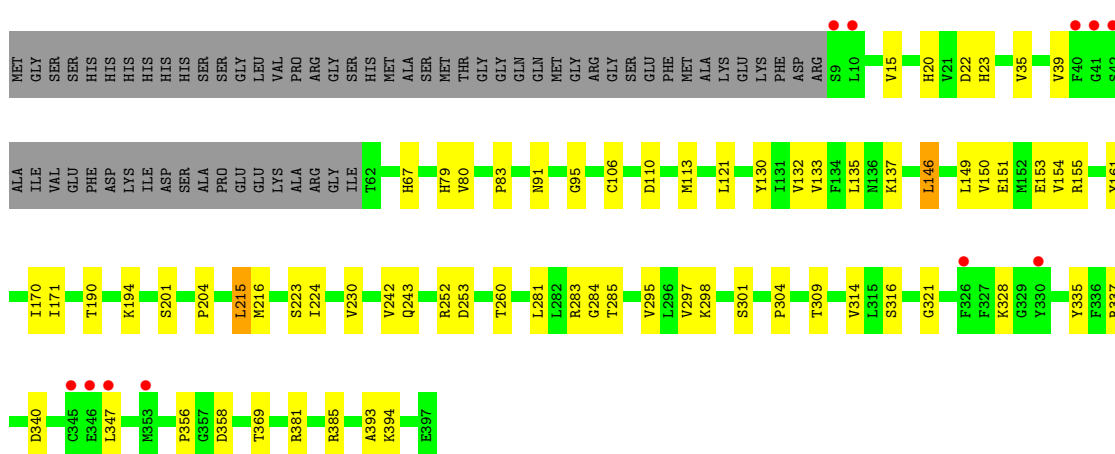 MET GLY SER SER HIS HIS HIS HIS HIS HIS SER SER GLY LEU VAL PRO ARG GLY SER HIS MET ALA SER MET THR GLY GLY GLN GLN MET GLY ARG GLY SER GLU PHE MET ALA LYS GLU LYS PHE ASP ARG S9 L10 V15 H20 V21 D22 H23 V35 V39 F40 G41 S42
ALA ILE VAL GLU PHE ASP LYS ILE ASP SER ALA PRO GLU GLU LYS ALA ARG GLY ILE T62 H67 H79 V80 P83 N91 G95 C106 D110 M113 L121 Y130 I131 V132 V133 F134 L135 N136 K137 L146 L149 V150 E151 M152 E153 V154 R155 Y161
I170 I171 T190 K194 S201 P204 L215 M216 S223 I224 V230 V242 Q243 R252 D253 T260 L281 L282 R283 G284 T285 V295 L296 V297 K298 S301 P304 T309 V314 L315 S316 G321 F326 F327 K328 G329 Y330 Y335 F336 R337
D340 C345 E346 L347 M353 P356 G357 D358 T369 R381 R385 A393 K394 E397